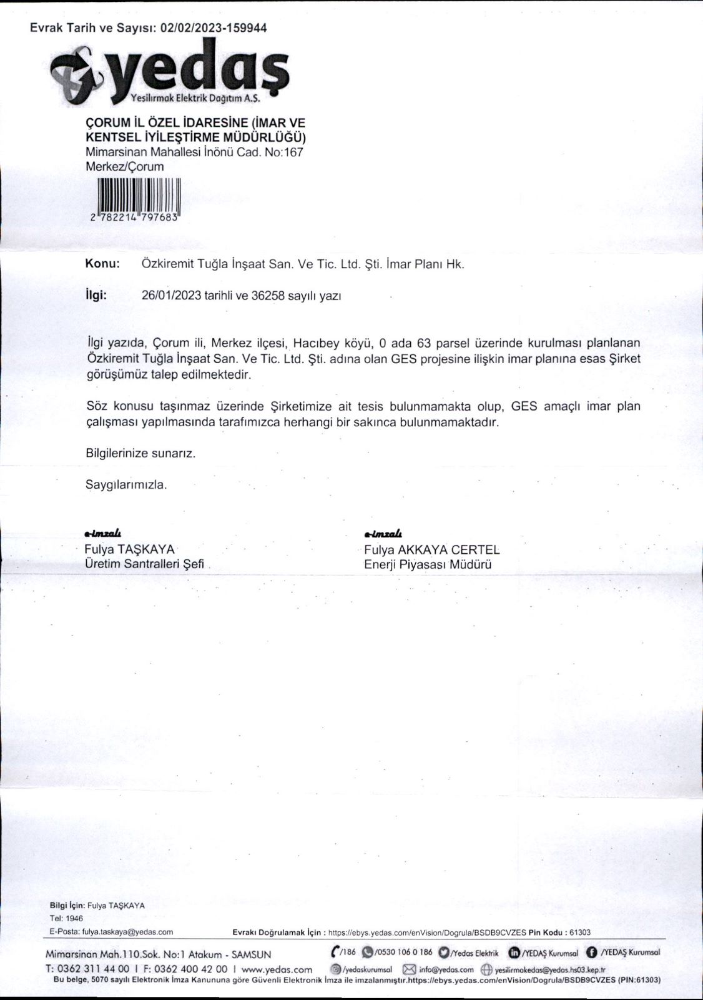 Evrak Tarih ve Sayısı: 02/02/2023-159944
yedaş
Yesilırmak Elektrik Dağıtım A.Ş.
ÇORUM İL ÖZEL İDARESİNE (İMAR VE
KENTSEL İYİLEŞTİRME MÜDÜRLÜĞÜ)
Mimarsinan Mahallesi İnönü Cad. No:167
Merkez/Çorum
2 782214 797683
Konu: Özkiremit Tuğla İnşaat San. Ve Tic. Ltd. Şti. İmar Planı Hk.
İlgi: 26/01/2023 tarihli ve 36258 sayılı yazı
İlgi yazıda, Çorum ili, Merkez ilçesi, Hacıbey köyü, 0 ada 63 parsel üzerinde kurulması planlanan
Özkiremit Tuğla İnşaat San. Ve Tic. Ltd. Şti. adına olan GES projesine ilişkin imar planına esas Şirket
görüşümüz talep edilmektedir.
Söz konusu taşınmaz üzerinde Şirketimize ait tesis bulunmamakta olup, GES amaçlı imar plan
çalışması yapılmasında tarafımızca herhangi bir sakınca bulunmamaktadır.
Bilgilerinize sunarız.
Saygılarımızla.
e-imzalı e-imzalı
Fulya TAŞKAYA Fulya AKKAYA CERTEL
Üretim Santralleri Şefi Enerji Piyasası Müdürü
Bilgi İçin: Fulya TAŞKAYA
Tel: 1946
E-Posta: fulya.taskaya@yedas.com Evrakı Doğrulamak İçin : https://ebys.yedas.com/enVision/Dogrula/BSDB9CVZES Pin Kodu : 61303
Mimarsinan Mah.110.Sok. No:1 Atakum - SAMSUN /186 /0530 106 0 186 /Yedas Elektrik /YEDAŞ Kurumsal /YEDAŞ Kurumsal
T: 0362 311 44 00 | F: 0362 400 42 00 | www.yedas.com /yedaskurumsal info@yedas.com yesilirmakedas@yedas.hs03.kep.tr
Bu belge, 5070 sayılı Elektronik İmza Kanununa göre Güvenli Elektronik İmza ile imzalanmıştır.https://ebys.yedas.com/enVision/Dogrula/BSDB9CVZES (PIN:61303)